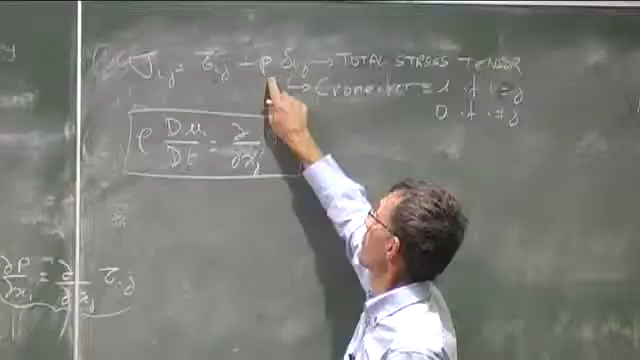 σij = τij - P δij → TOTAL STRESS TENSOR
↳ Cronecker = 1 if i=j
0 if i≠j
ρ Dui/Dt = ∂/∂xj
∂P/∂xi = ∂/∂xj τij